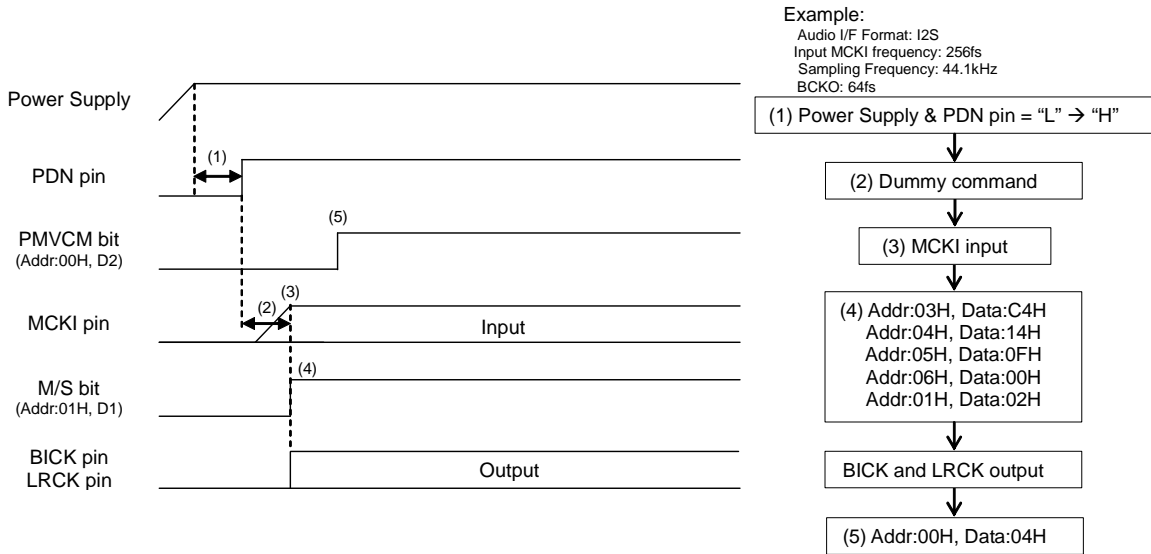 Example:
Audio I/F Format: I2S
Input MCKI frequency: 256fs
Sampling Frequency: 44.1kHz
BCKO: 64fs
Power Supply
(1)
PDN pin
(5)
PMVCM bit
(Addr:00H, D2)
(2)
(3)
MCKI pin
Input
(4)
M/S bit
(Addr:01H, D1)
BICK pin
LRCK pin
Output
(1) Power Supply & PDN pin = “L” → “H”
(2) Dummy command
(3) MCKI input
(4) Addr:03H, Data:C4H
Addr:04H, Data:14H
Addr:05H, Data:0FH
Addr:06H, Data:00H
Addr:01H, Data:02H
BICK and LRCK output
(5) Addr:00H, Data:04H